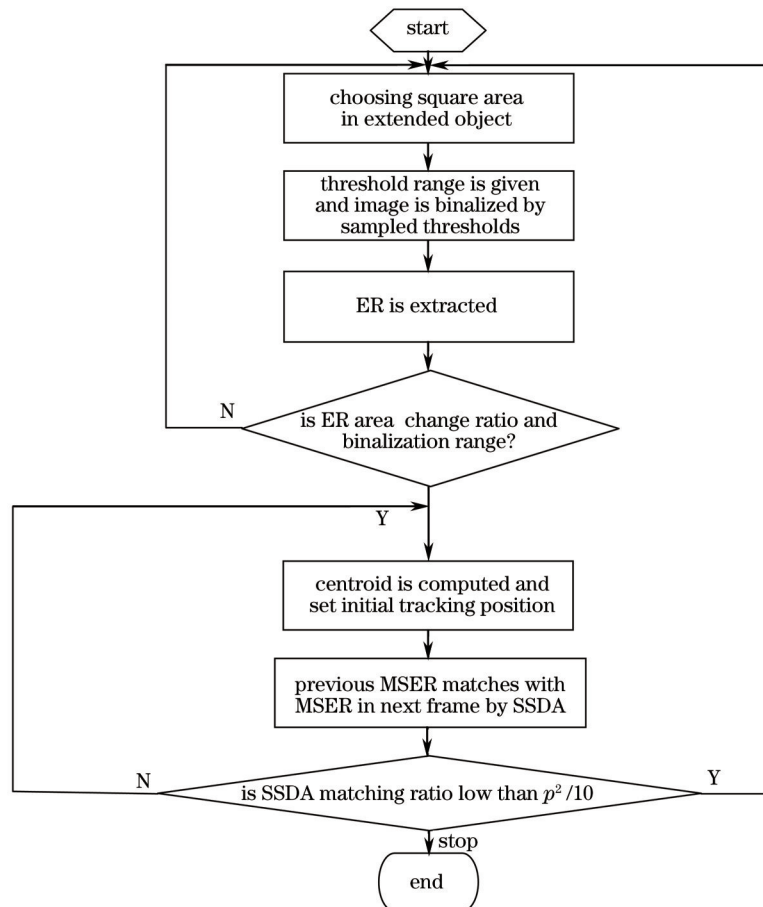 start
choosing square area
in extended object
threshold range is given
and image is binalized by
sampled thresholds
ER is extracted
N
is ER area change ratio and
binalization range?
Y
centroid is computed and
set initial tracking position
previous MSER matches with
MSER in next frame by SSDA
N
is SSDA matching ratio low than p²/10
Y
stop
end